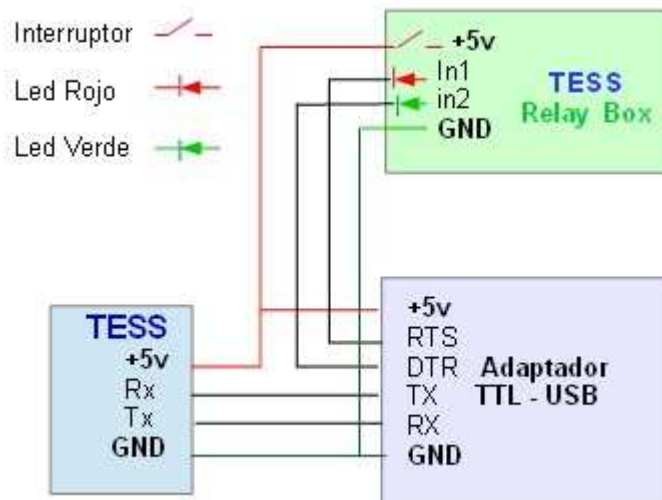 Interruptor
Led Rojo
Led Verde
+5v
In1
in2
GND
TESS
Relay Box
TESS
+5v
Rx
Tx
GND
+5v
RTS
DTR
TX
RX
GND
Adaptador
TTL - USB